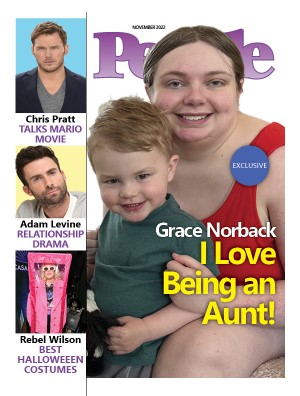 NOVEMBER 2022
People
Chris Pratt
TALKS MARIO
MOVIE
EXCLUSIVE
Adam Levine
RELATIONSHIP
DRAMA
Grace Norback
I Love
Being an
Aunt!
Rebel Wilson
BEST
HALLOWEEEN
COSTUMES